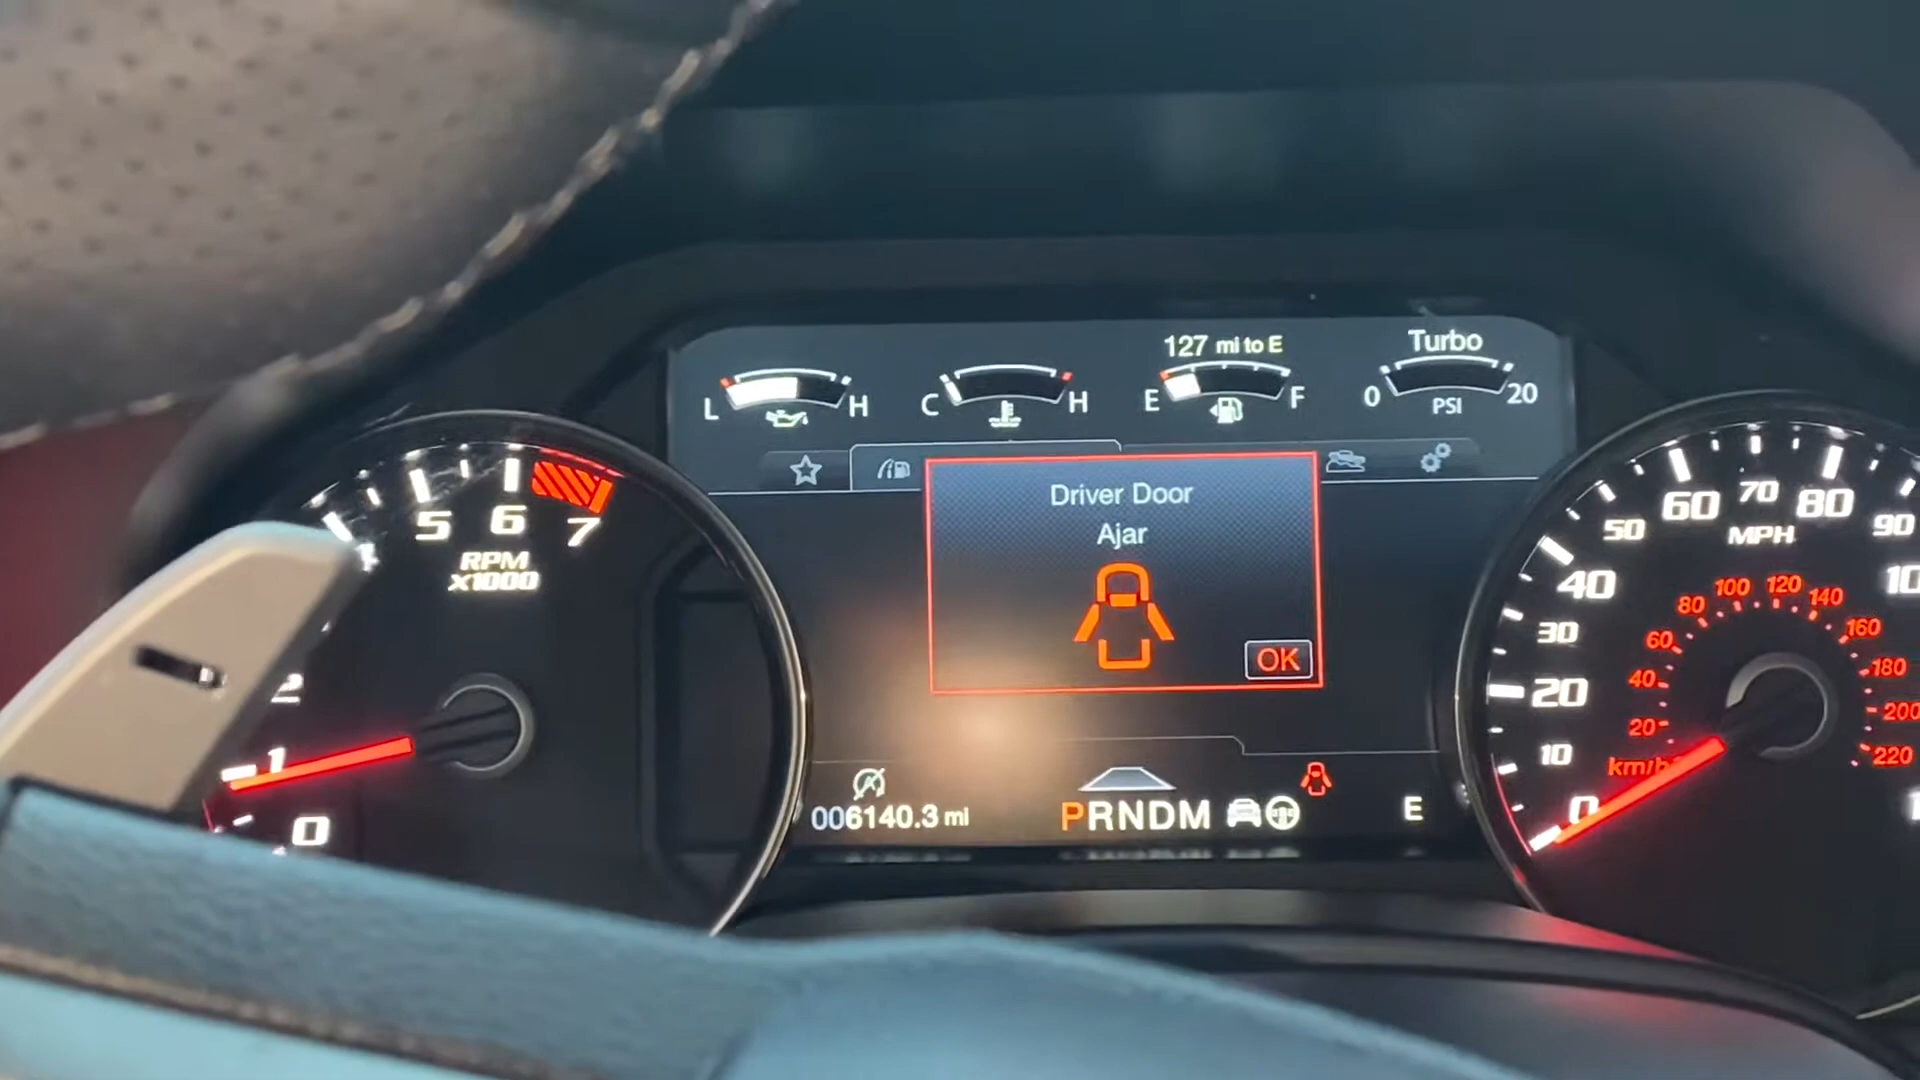 127 mi to E
Turbo
L H
C H
E F
0 20
PSI
Driver Door
Ajar
OK
006140.3 mi
PRNDM
E
5 6 7
RPM
X1000
2
1
0
60 70 80
50 90
MPH
40
30
20
10
0
100 120
80 140
60 160
40 180
20 200
km/h 220